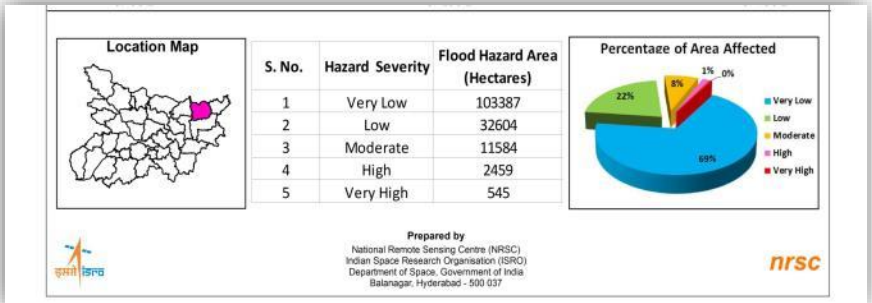 Location Map
S. No. Hazard Severity Flood Hazard Area (Hectares)
1 Very Low 103387
2 Low 32604
3 Moderate 11584
4 High 2459
5 Very High 545
Percentage of Area Affected
22%
8%
1%
0%
69%
Very Low
Low
Moderate
High
Very High
Prepared by
National Remote Sensing Centre (NRSC)
Indian Space Research Organisation (ISRO)
Department of Space, Government of India
Balanagar, Hyderabad - 500 037
इसरो isro
nrsc